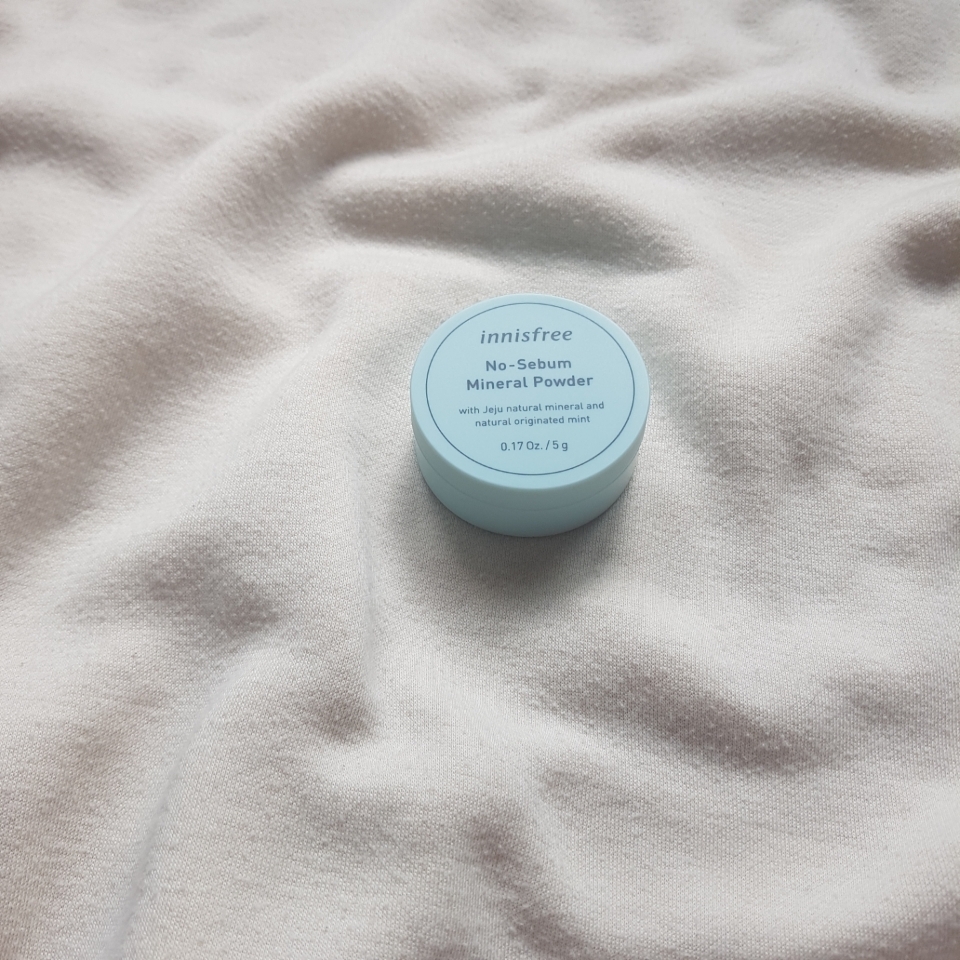 innisfree
No-Sebum
Mineral Powder
with Jeju natural mineral and
natural originated mint
0.17 Oz. / 5 g